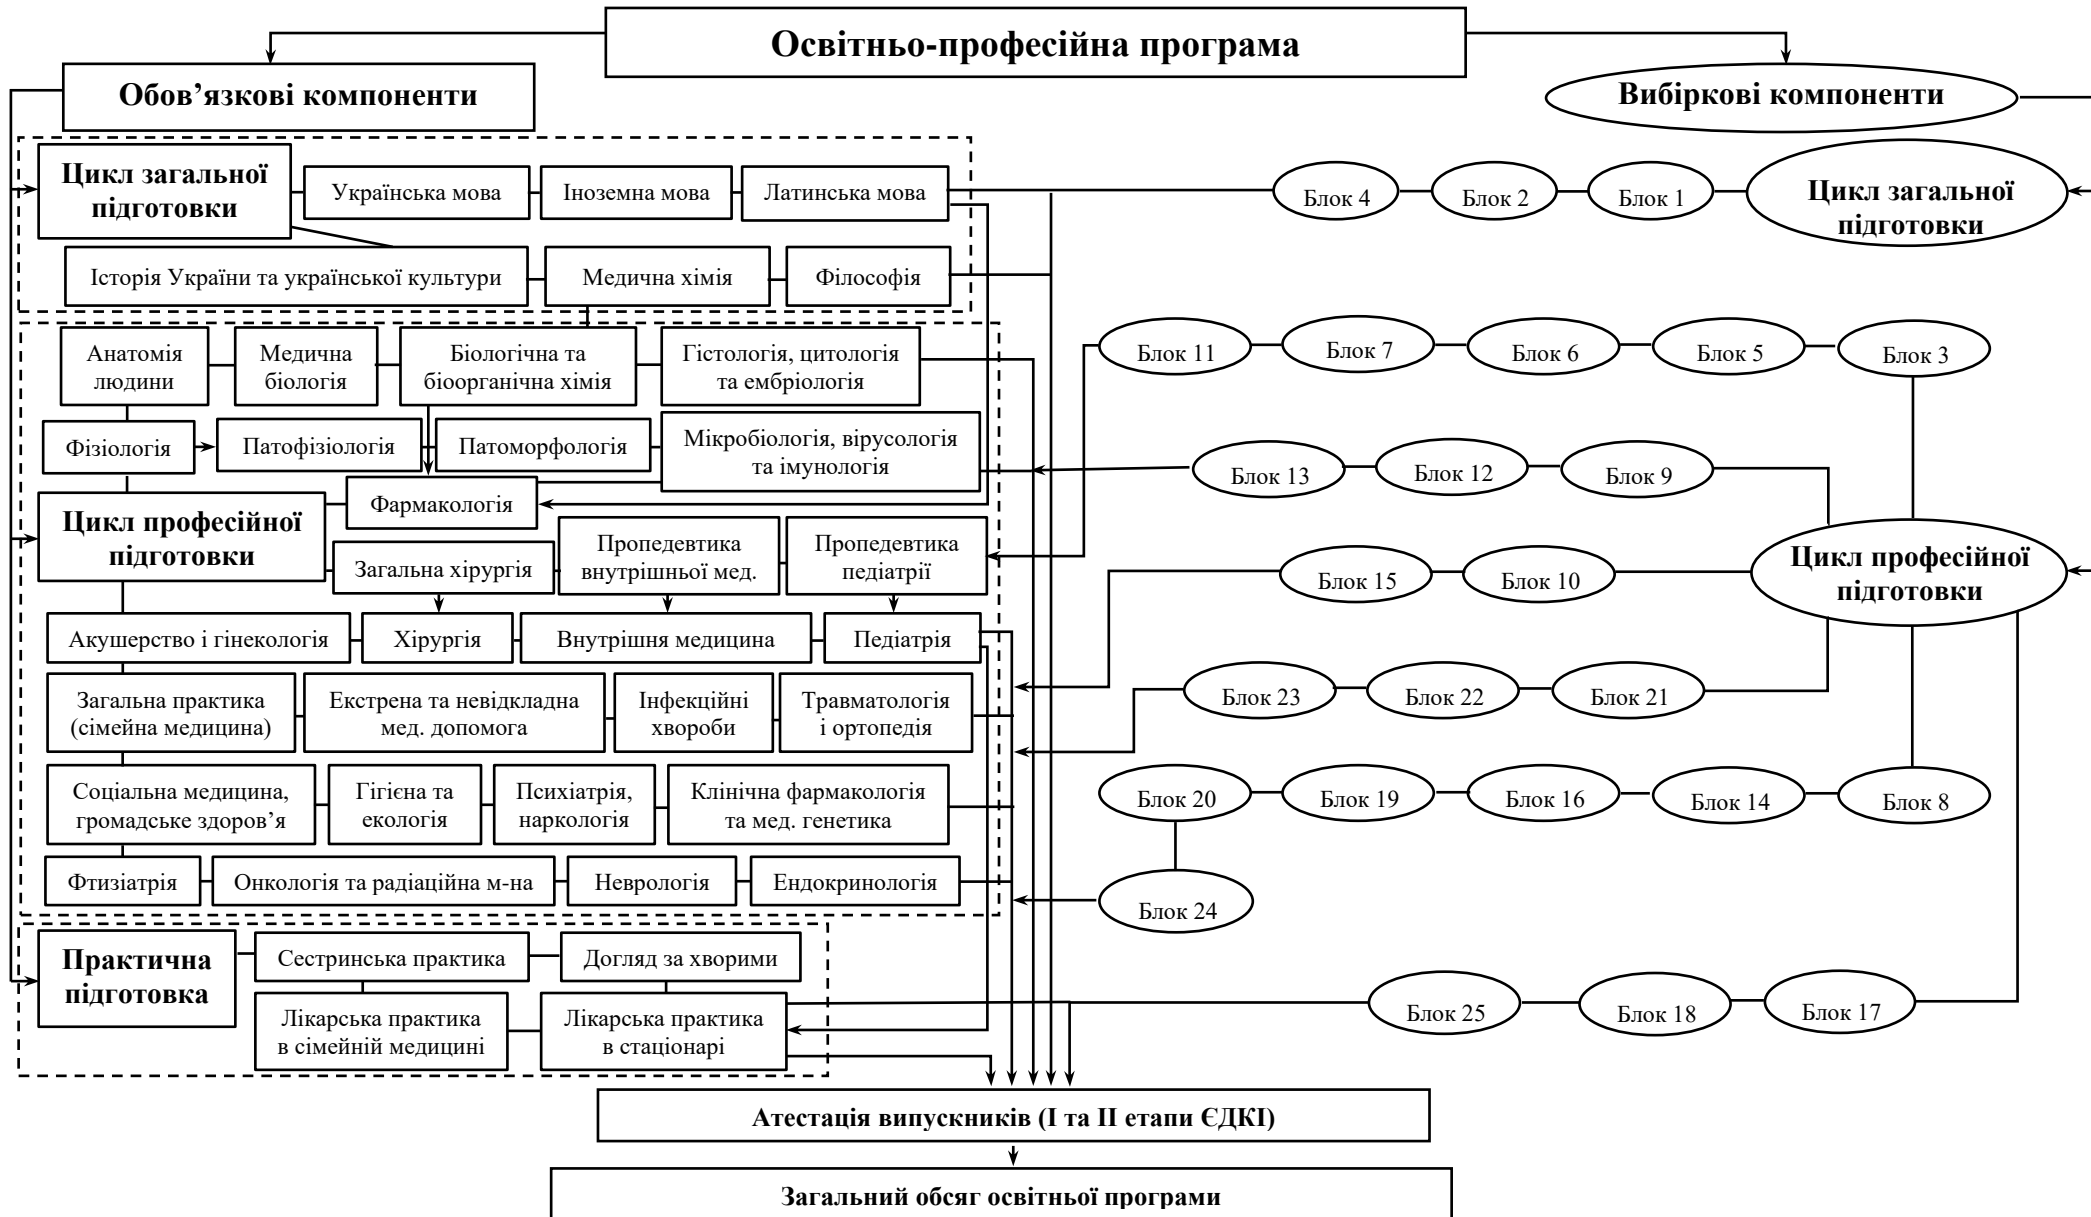 Освітньо-професійна програма
Обов’язкові компоненти
Вибіркові компоненти
Цикл загальної
підготовки
Українська мова
Іноземна мова
Латинська мова
Блок 4
Блок 2
Блок 1
Цикл загальної
підготовки
Історія України та української культури
Медична хімія
Філософія
Анатомія
людини
Медична
біологія
Біологічна та
біоорганічна хімія
Гістологія, цитологія
та ембріологія
Блок 11
Блок 7
Блок 6
Блок 5
Блок 3
Фізіологія
Патофізіологія
Патоморфологія
Мікробіологія, вірусологія
та імунологія
Блок 13
Блок 12
Блок 9
Фармакологія
Цикл професійної
підготовки
Загальна хірургія
Пропедевтика
внутрішньої мед.
Пропедевтика
педіатрії
Блок 15
Блок 10
Цикл професійної
підготовки
Акушерство і гінекологія
Хірургія
Внутрішня медицина
Педіатрія
Загальна практика
(сімейна медицина)
Екстрена та невідкладна
мед. допомога
Інфекційні
хвороби
Травматологія
і ортопедія
Блок 23
Блок 22
Блок 21
Соціальна медицина,
громадське здоров’я
Гігієна та
екологія
Психіатрія,
наркологія
Клінічна фармакологія
та мед. генетика
Блок 20
Блок 19
Блок 16
Блок 14
Блок 8
Фтизіатрія
Онкологія та радіаційна м-на
Неврологія
Ендокринологія
Блок 24
Практична
підготовка
Сестринська практика
Догляд за хворими
Лікарська практика
в сімейній медицині
Лікарська практика
в стаціонарі
Блок 25
Блок 18
Блок 17
Атестація випускників (І та ІІ етапи ЄДКІ)
Загальний обсяг освітньої програми